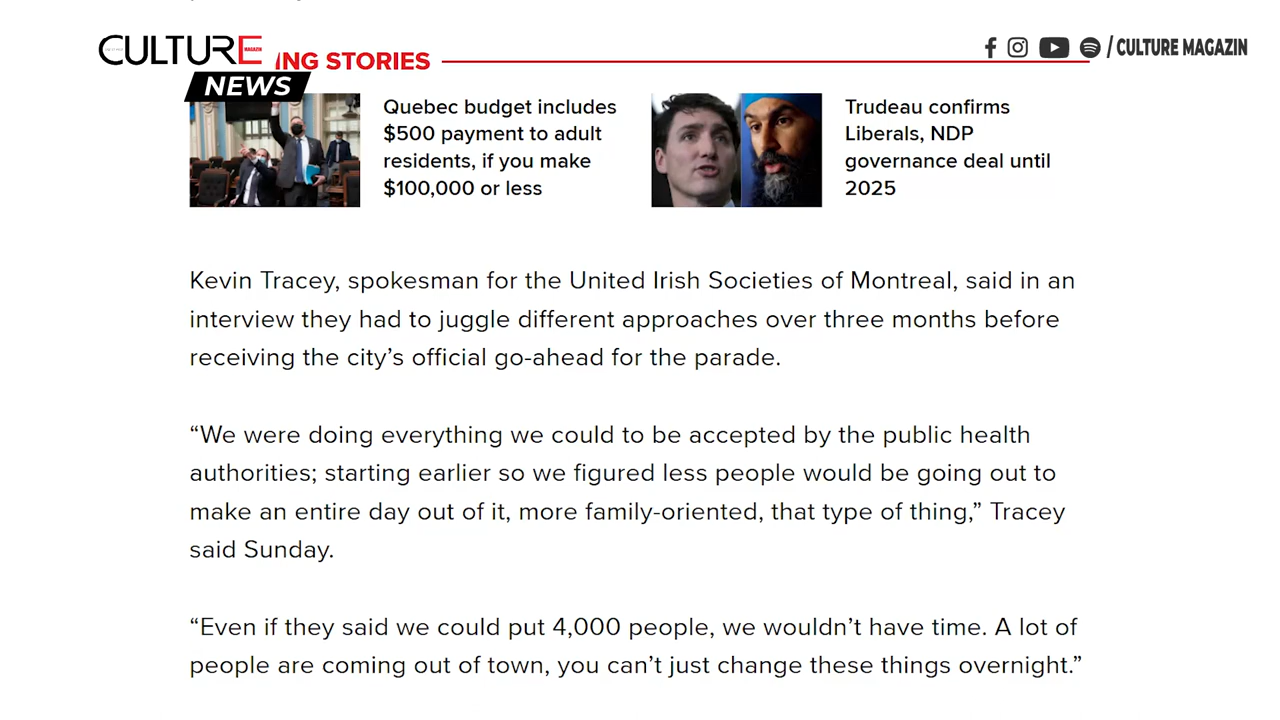 CULTURE
MAGAZIN
NEWS
ING STORIES
/ CULTURE MAGAZIN
Quebec budget includes
$500 payment to adult
residents, if you make
$100,000 or less
Trudeau confirms
Liberals, NDP
governance deal until
2025
Kevin Tracey, spokesman for the United Irish Societies of Montreal, said in an
interview they had to juggle different approaches over three months before
receiving the city’s official go-ahead for the parade.
“We were doing everything we could to be accepted by the public health
authorities; starting earlier so we figured less people would be going out to
make an entire day out of it, more family-oriented, that type of thing,” Tracey
said Sunday.
“Even if they said we could put 4,000 people, we wouldn’t have time. A lot of
people are coming out of town, you can’t just change these things overnight.”